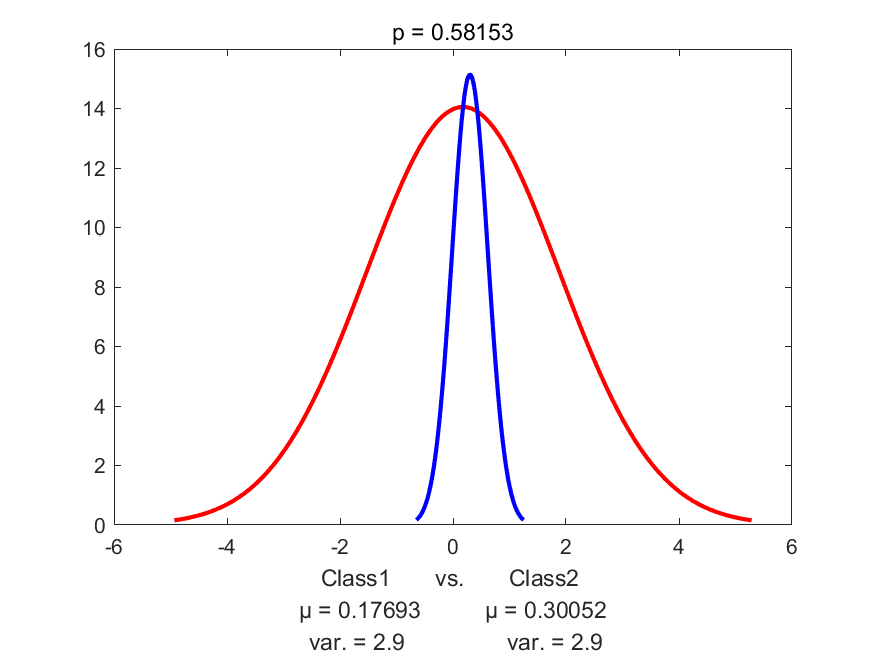 p = 0.58153
16
14
12
10
8
6
4
2
0
-6 -4 -2 0 2 4 6
Class1 vs. Class2
μ = 0.17693 μ = 0.30052
var. = 2.9 var. = 2.9